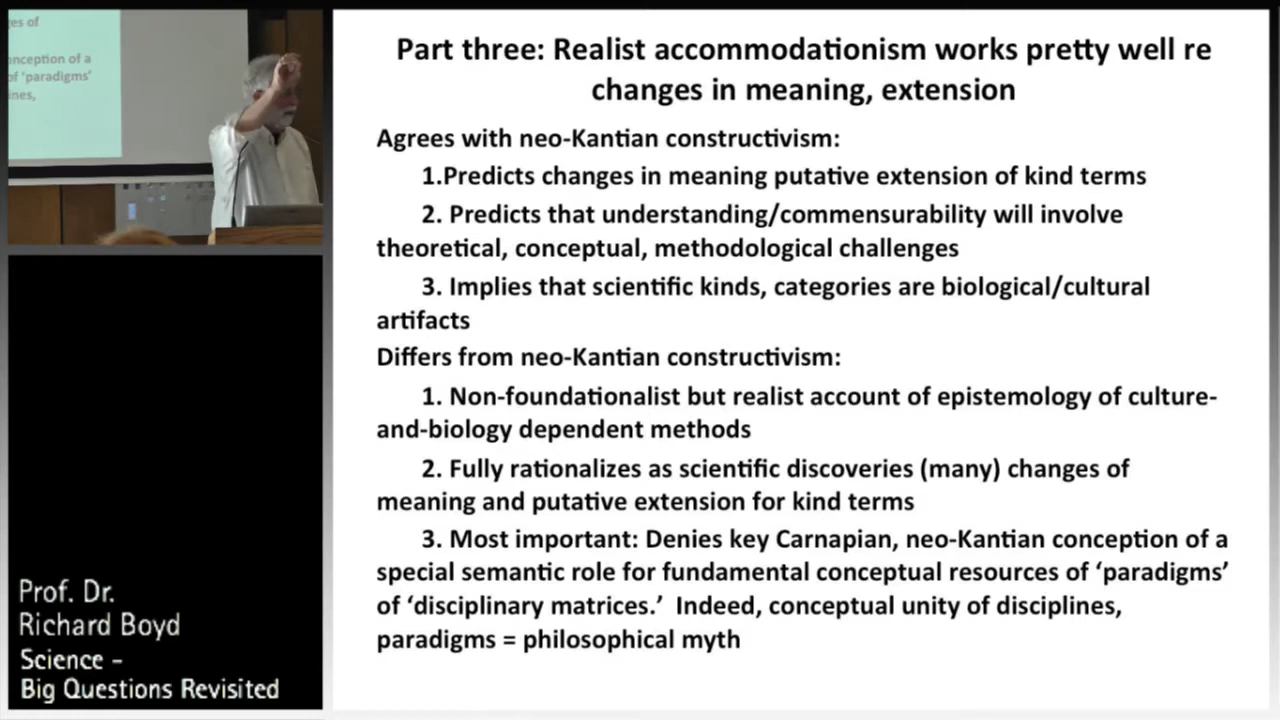 es of
nception of a
of 'paradigms'
ines,
Part three: Realist accommodationism works pretty well re
changes in meaning, extension
Agrees with neo-Kantian constructivism:
1.Predicts changes in meaning putative extension of kind terms
2. Predicts that understanding/commensurability will involve
theoretical, conceptual, methodological challenges
3. Implies that scientific kinds, categories are biological/cultural
artifacts
Differs from neo-Kantian constructivism:
1. Non-foundationalist but realist account of epistemology of culture-
and-biology dependent methods
2. Fully rationalizes as scientific discoveries (many) changes of
meaning and putative extension for kind terms
3. Most important: Denies key Carnapian, neo-Kantian conception of a
special semantic role for fundamental conceptual resources of ‘paradigms’
of ‘disciplinary matrices.’  Indeed, conceptual unity of disciplines,
paradigms = philosophical myth
Prof. Dr.
Richard Boyd
Science –
Big Questions Revisited